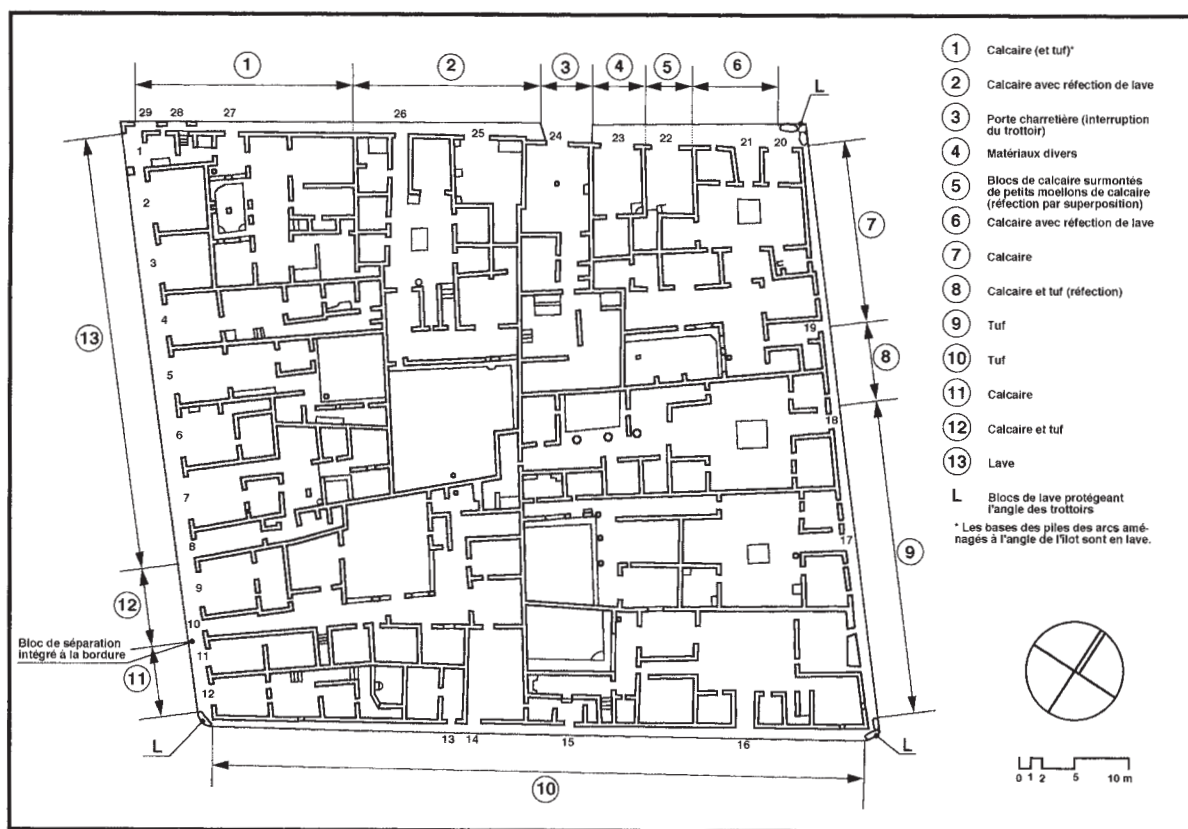 1 2 3 4 5 6
L
29 28 27 26 25 24 23 22 21 20
1
2
3
4
5
6
7
8
9
10
11
12
13 14 15 16
17
18
19
7
8
9
10
11
12
13
Bloc de séparation
intégré à la bordure
L
L
1 Calcaire (et tuf)*
2 Calcaire avec réfection de lave
3 Porte charretière (interruption
du trottoir)
4 Matériaux divers
5 Blocs de calcaire surmontés
de petits moellons de calcaire
(réfection par superposition)
6 Calcaire avec réfection de lave
7 Calcaire
8 Calcaire et tuf (réfection)
9 Tuf
10 Tuf
11 Calcaire
12 Calcaire et tuf
13 Lave
L Blocs de lave protégeant
l'angle des trottoirs
* Les bases des piles des arcs amé-
nagés à l'angle de l'îlot sont en lave.
0 1 2 5 10 m